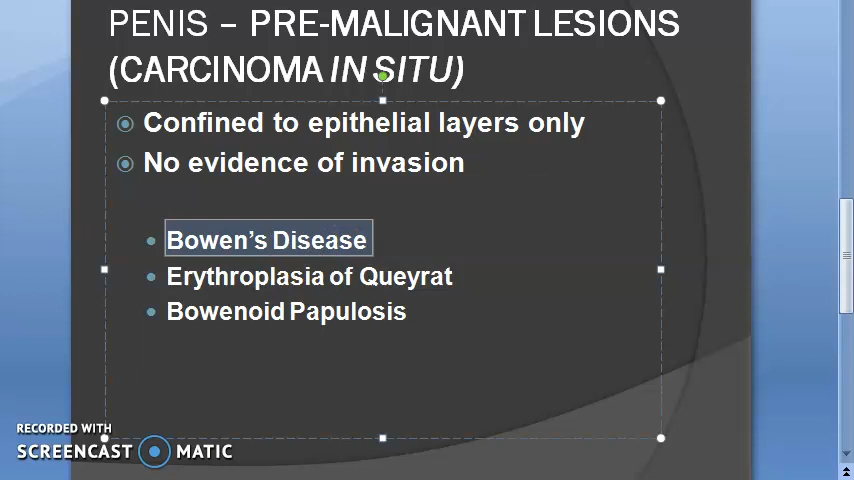 PENIS – PRE-MALIGNANT LESIONS
(CARCINOMA IN SITU)
Confined to epithelial layers only
No evidence of invasion
Bowen’s Disease
Erythroplasia of Queyrat
Bowenoid Papulosis
RECORDED WITH
SCREENCAST MATIC